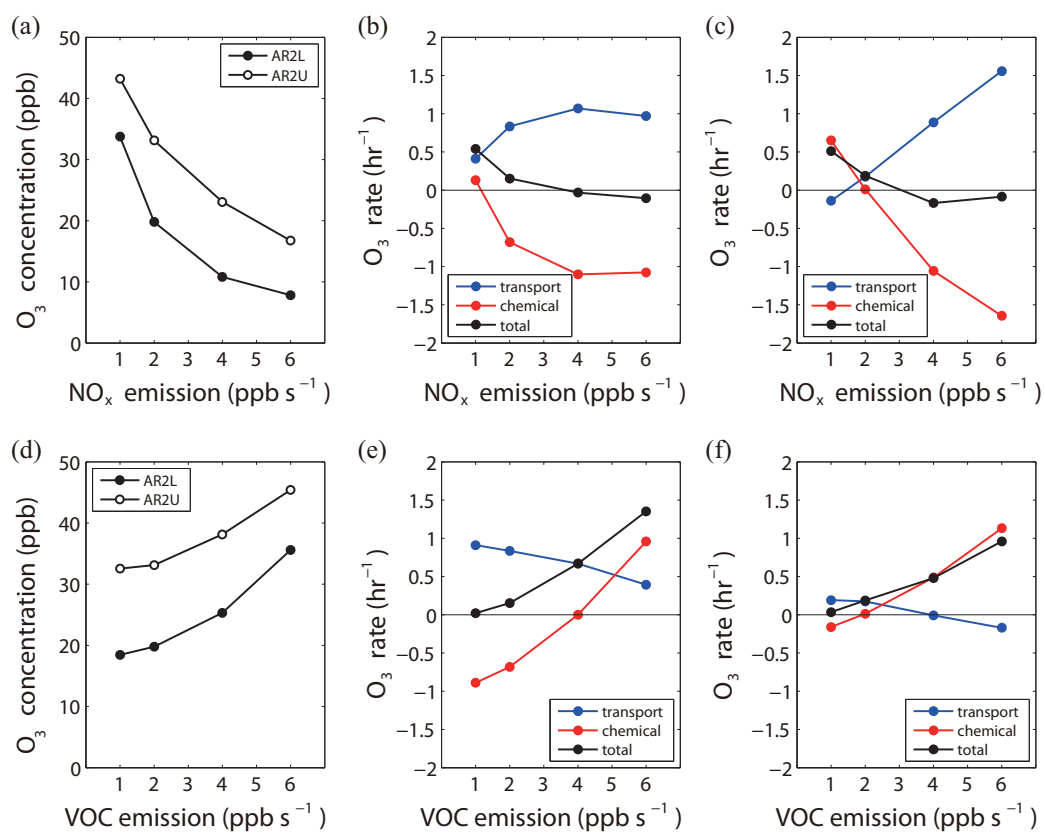 (a)
50
40
30
20
10
0
O₃ concentration (ppb)
AR2L
AR2U
1 2 3 4 5 6
NOₓ emission (ppb s⁻¹)
(b)
2
1.5
1
0.5
0
−0.5
−1
−1.5
−2
O₃ rate (hr⁻¹)
transport
chemical
total
1 2 3 4 5 6
NOₓ emission (ppb s⁻¹)
(c)
2
1.5
1
0.5
0
−0.5
−1
−1.5
−2
O₃ rate (hr⁻¹)
transport
chemical
total
1 2 3 4 5 6
NOₓ emission (ppb s⁻¹)
(d)
50
40
30
20
10
0
O₃ concentration (ppb)
AR2L
AR2U
1 2 3 4 5 6
VOC emission (ppb s⁻¹)
(e)
2
1.5
1
0.5
0
−0.5
−1
−1.5
−2
O₃ rate (hr⁻¹)
transport
chemical
total
1 2 3 4 5 6
VOC emission (ppb s⁻¹)
(f)
2
1.5
1
0.5
0
−0.5
−1
−1.5
−2
O₃ rate (hr⁻¹)
transport
chemical
total
1 2 3 4 5 6
VOC emission (ppb s⁻¹)